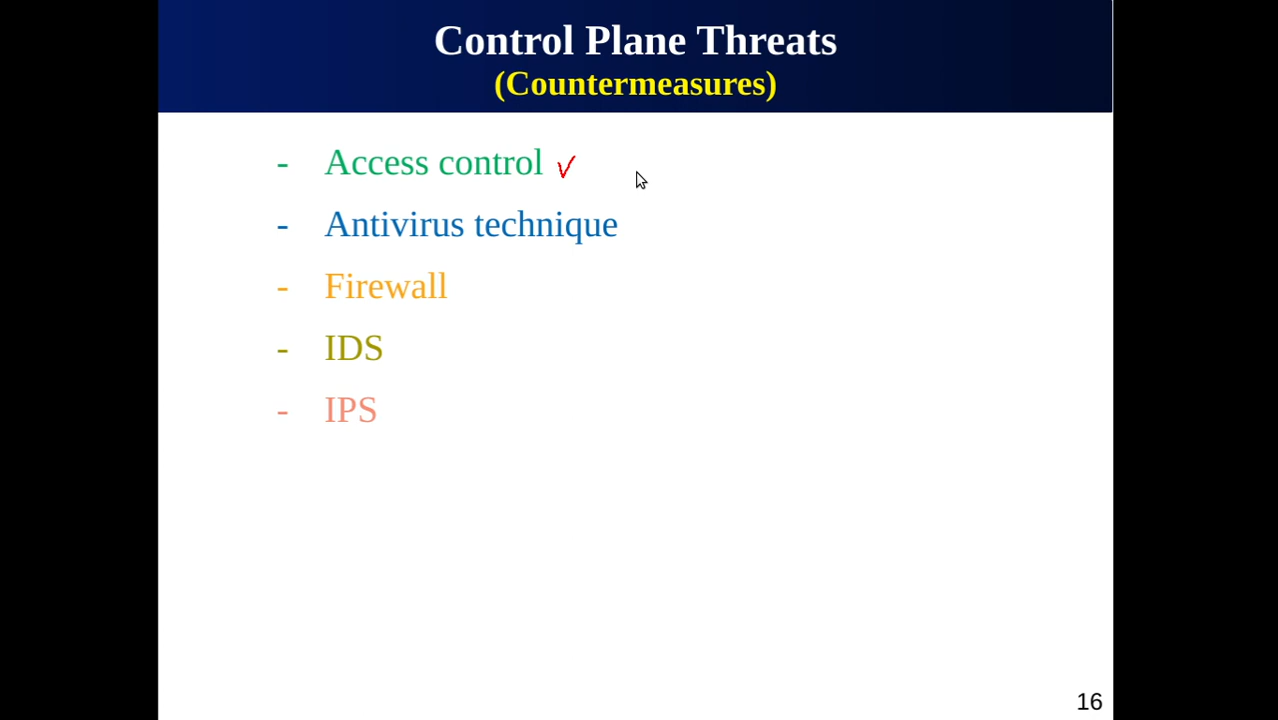 Control Plane Threats
(Countermeasures)
- Access control ✓
- Antivirus technique
- Firewall
- IDS
- IPS
16